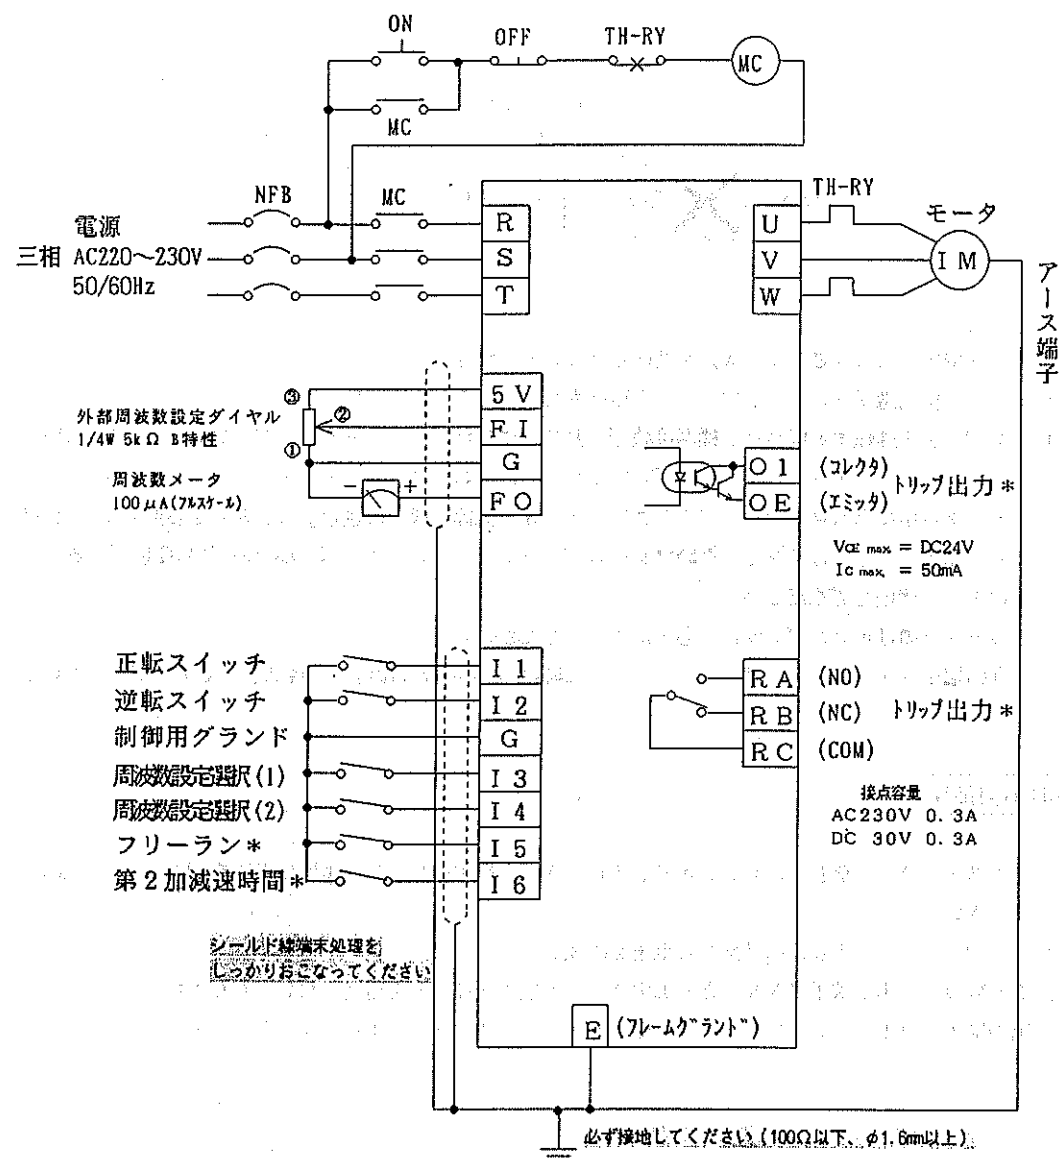 ON
OFF
TH-RY
MC
MC
NFB
MC
TH-RY
電源
三相 AC220～230V
50/60Hz
R
S
T
U
V
W
モータ
IM
アース端子
外部周波数設定ダイヤル
1/4W 5kΩ B特性
③
②
①
周波数メータ
100μA(フルスケール)
- +
5V
FI
G
FO
O1 (コレクタ)
OE (エミッタ)
トリップ出力*
VCE max. = DC24V
Ic max. = 50mA
正転スイッチ I1
逆転スイッチ I2
制御用グランド G
周波数設定選択(1) I3
周波数設定選択(2) I4
フリーラン* I5
第2加減速時間* I6
RA (NO)
RB (NC) トリップ出力*
RC (COM)
接点容量
AC230V 0.3A
DC 30V 0.3A
シールド線端末処理を
しっかりおこなってください
E (フレームグランド)
必ず接地してください (100Ω以下、φ1.6mm以上)